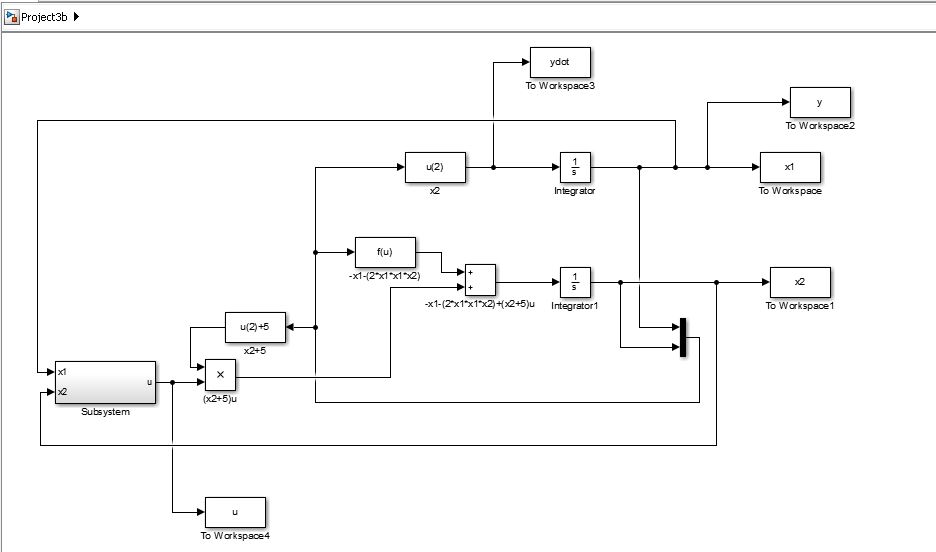 Project3b
ydot
To Workspace3
y
To Workspace2
u(2)
x2
1
s
Integrator
x1
To Workspace
f(u)
-x1-(2*x1*x1*x2)
+
+
-x1-(2*x1*x1*x2)+(x2+5)u
1
s
Integrator1
x2
To Workspace1
u(2)+5
x2+5
x1
x2
u
Subsystem
×
(x2+5)u
u
To Workspace4